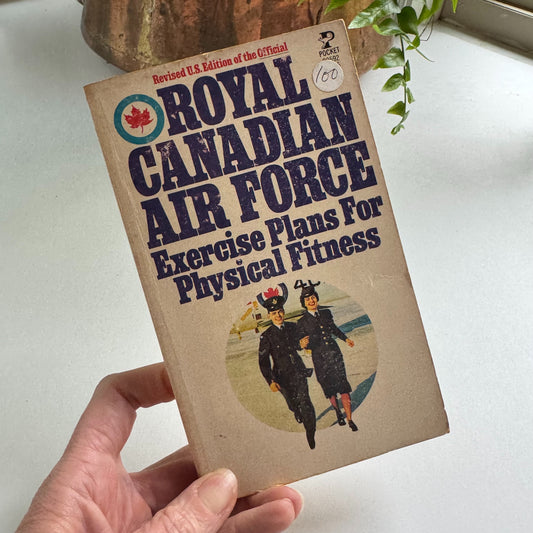 Revised U.S. Edition of the Official
POCKET
100
ROYAL
CANADIAN
AIR FORCE
Exercise Plans For
Physical Fitness